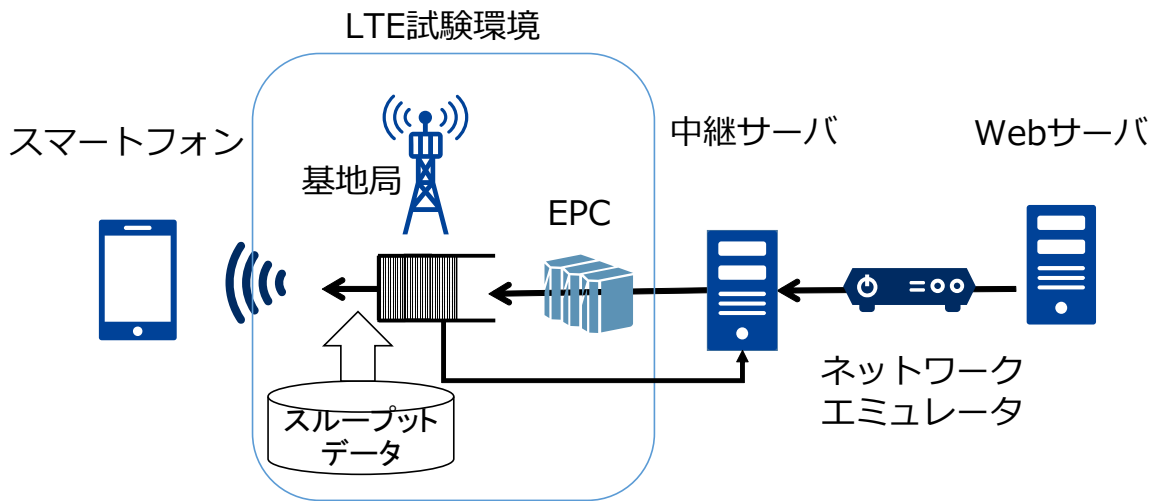 LTE試験環境
スマートフォン
基地局
EPC
中継サーバ
Webサーバ
スループット
データ
ネットワーク
エミュレータ